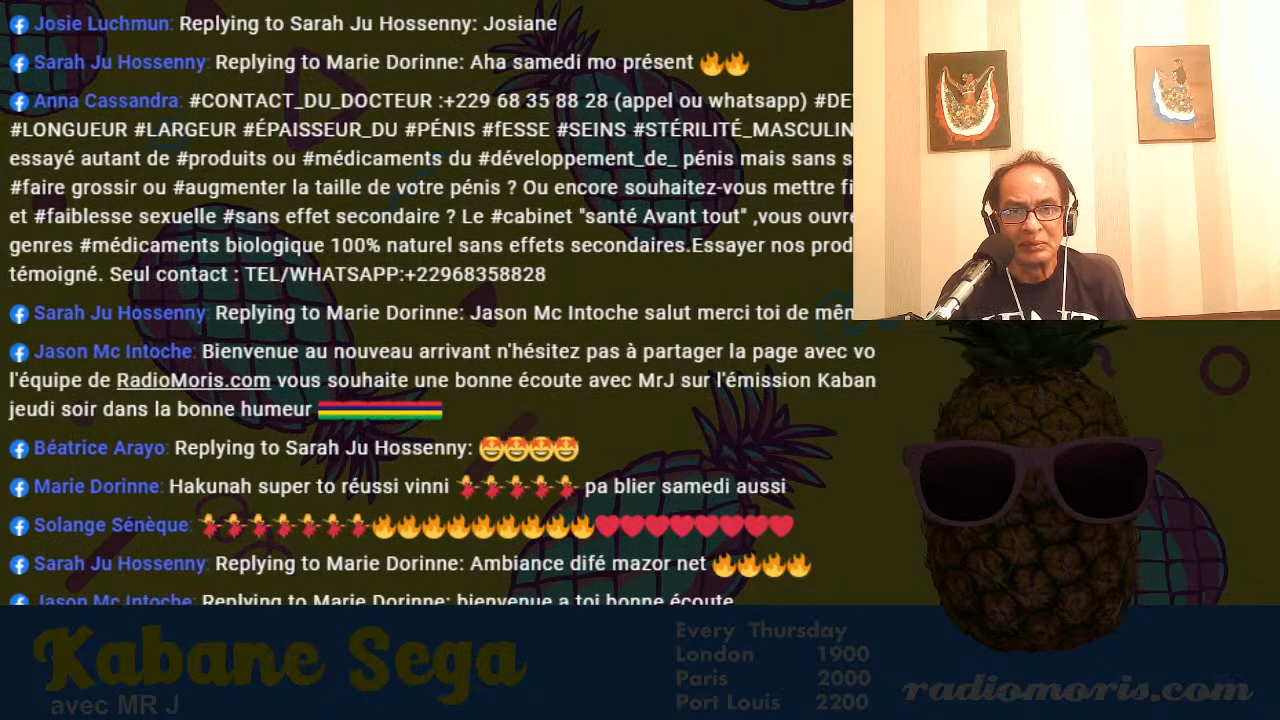 Josie Luchmun: Replying to Sarah Ju Hossenny: Josiane
Sarah Ju Hossenny: Replying to Marie Dorinne: Aha samedi mo présent 🔥🔥
Anna Cassandra: #CONTACT_DU_DOCTEUR :+229 68 35 88 28 (appel ou whatsapp) #DE
#LONGUEUR #LARGEUR #ÉPAISSEUR_DU #PÉNIS #fESSE #SEINS #STÉRILITÉ_MASCULIN
essayé autant de #produits ou #médicaments du #développement_de_ pénis mais sans s
#faire grossir ou #augmenter la taille de votre pénis ? Ou encore souhaitez-vous mettre fi
et #faiblesse sexuelle #sans effet secondaire ? Le #cabinet "santé Avant tout" ,vous ouvre
genres #médicaments biologique 100% naturel sans effets secondaires.Essayer nos prod
témoigné. Seul contact : TEL/WHATSAPP:+22968358828
Sarah Ju Hossenny: Replying to Marie Dorinne: Jason Mc Intoche salut merci toi de mêm
Jason Mc Intoche: Bienvenue au nouveau arrivant n'hésitez pas à partager la page avec vo
l'équipe de RadioMoris.com vous souhaite une bonne écoute avec MrJ sur l'émission Kaban
jeudi soir dans la bonne humeur
Béatrice Arayo: Replying to Sarah Ju Hossenny: 🤩🤩🤩🤩
Marie Dorinne: Hakunah super to réussi vinni 💃💃💃💃💃 pa blier samedi aussi
Solange Sénèque: 💃💃💃💃💃💃💃🔥🔥🔥🔥🔥🔥🔥🔥🔥❤❤❤❤❤❤❤❤
Sarah Ju Hossenny: Replying to Marie Dorinne: Ambiance difé mazor net 🔥🔥🔥🔥
Jason Mc Intoche: Replying to Marie Dorinne: bienvenue a toi bonne écoute
Kabane Sega
avec MR J
Every Thursday
London 1900
Paris 2000
Port Louis 2200
radiomoris.com